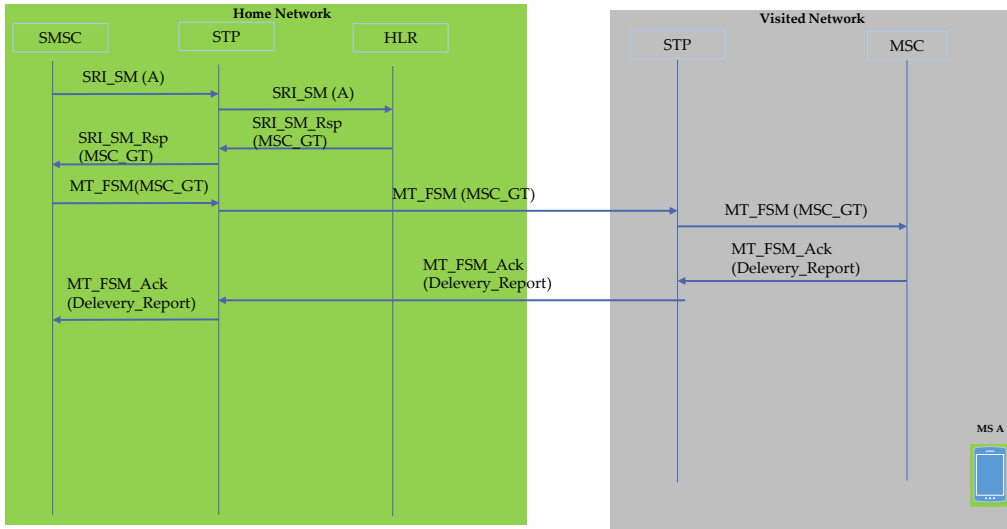 Home Network
Visited Network
SMSC
STP
HLR
STP
MSC
SRI_SM (A)
SRI_SM (A)
SRI_SM_Rsp
(MSC_GT)
SRI_SM_Rsp
(MSC_GT)
MT_FSM(MSC_GT)
MT_FSM (MSC_GT)
MT_FSM (MSC_GT)
MT_FSM_Ack
(Delevery_Report)
MT_FSM_Ack
(Delevery_Report)
MT_FSM_Ack
(Delevery_Report)
MS A